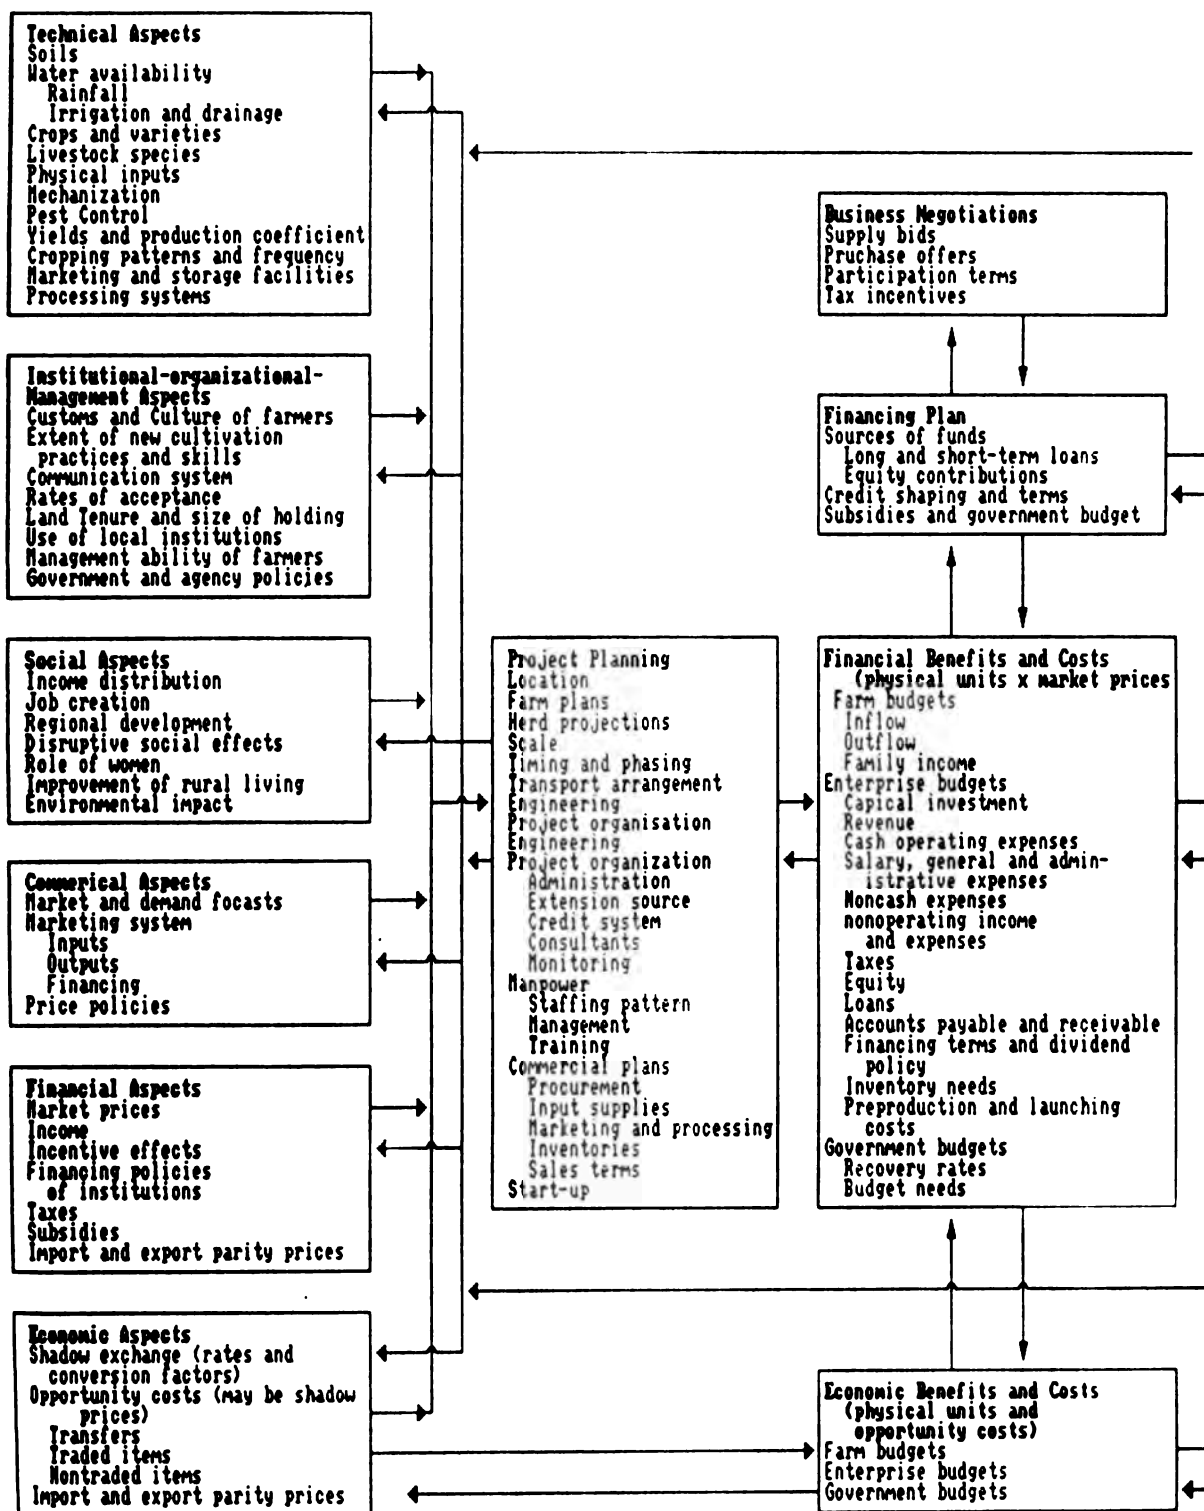 Technical Aspects
Soils
Water availability
Rainfall
Irrigation and drainage
Crops and varieties
Livestock species
Physical inputs
Mechanization
Pest Control
Yields and production coefficient
Cropping patterns and frequency
Marketing and storage facilities
Processing systems
Institutional-organizational-
Management Aspects
Customs and Culture of farmers
Extent of new cultivation
practices and skills
Communication system
Rates of acceptance
Land Tenure and size of holding
Use of local institutions
Management ability of farmers
Government and agency policies
Social Aspects
Income distribution
Job creation
Regional development
Disruptive social effects
Role of women
Improvement of rural living
Environmental impact
Commerical Aspects
Market and demand focasts
Marketing system
Inputs
Outputs
Financing
Price policies
Financial Aspects
Market prices
Income
Incentive effects
Financing policies
of institutions
Taxes
Subsidies
Import and export parity prices
Economic Aspects
Shadow exchange (rates and
conversion factors)
Opportunity costs (may be shadow
prices)
Transfers
Traded items
Nontraded items
Import and export parity prices
Project Planning
Location
Farm plans
Herd projections
Scale
Timing and phasing
Transport arrangement
Engineering
Project organisation
Engineering
Project organization
Administration
Extension source
Credit system
Consultants
Monitoring
Manpower
Staffing pattern
Management
Training
Commercial plans
Procurement
Input supplies
Marketing and processing
Inventories
Sales terms
Start-up
Business Negotiations
Supply bids
Pruchase offers
Participation terms
Tax incentives
Financing Plan
Sources of funds
Long and short-term loans
Equity contributions
Credit shaping and terms
Subsidies and government budget
Financial Benefits and Costs
(physical units x market prices
Farm budgets
Inflow
Outflow
Family income
Enterprise budgets
Capical investment
Revenue
Cash operating expenses
Salary, general and admin-
istrative expenses
Noncash expenses
nonoperating income
and expenses
Taxes
Equity
Loans
Accounts payable and receivable
Financing terms and dividend
policy
Inventory needs
Preproduction and launching
costs
Government budgets
Recovery rates
Budget needs
Economic Benefits and Costs
(physical units and
opportunity costs)
Farm budgets
Enterprise budgets
Government budgets